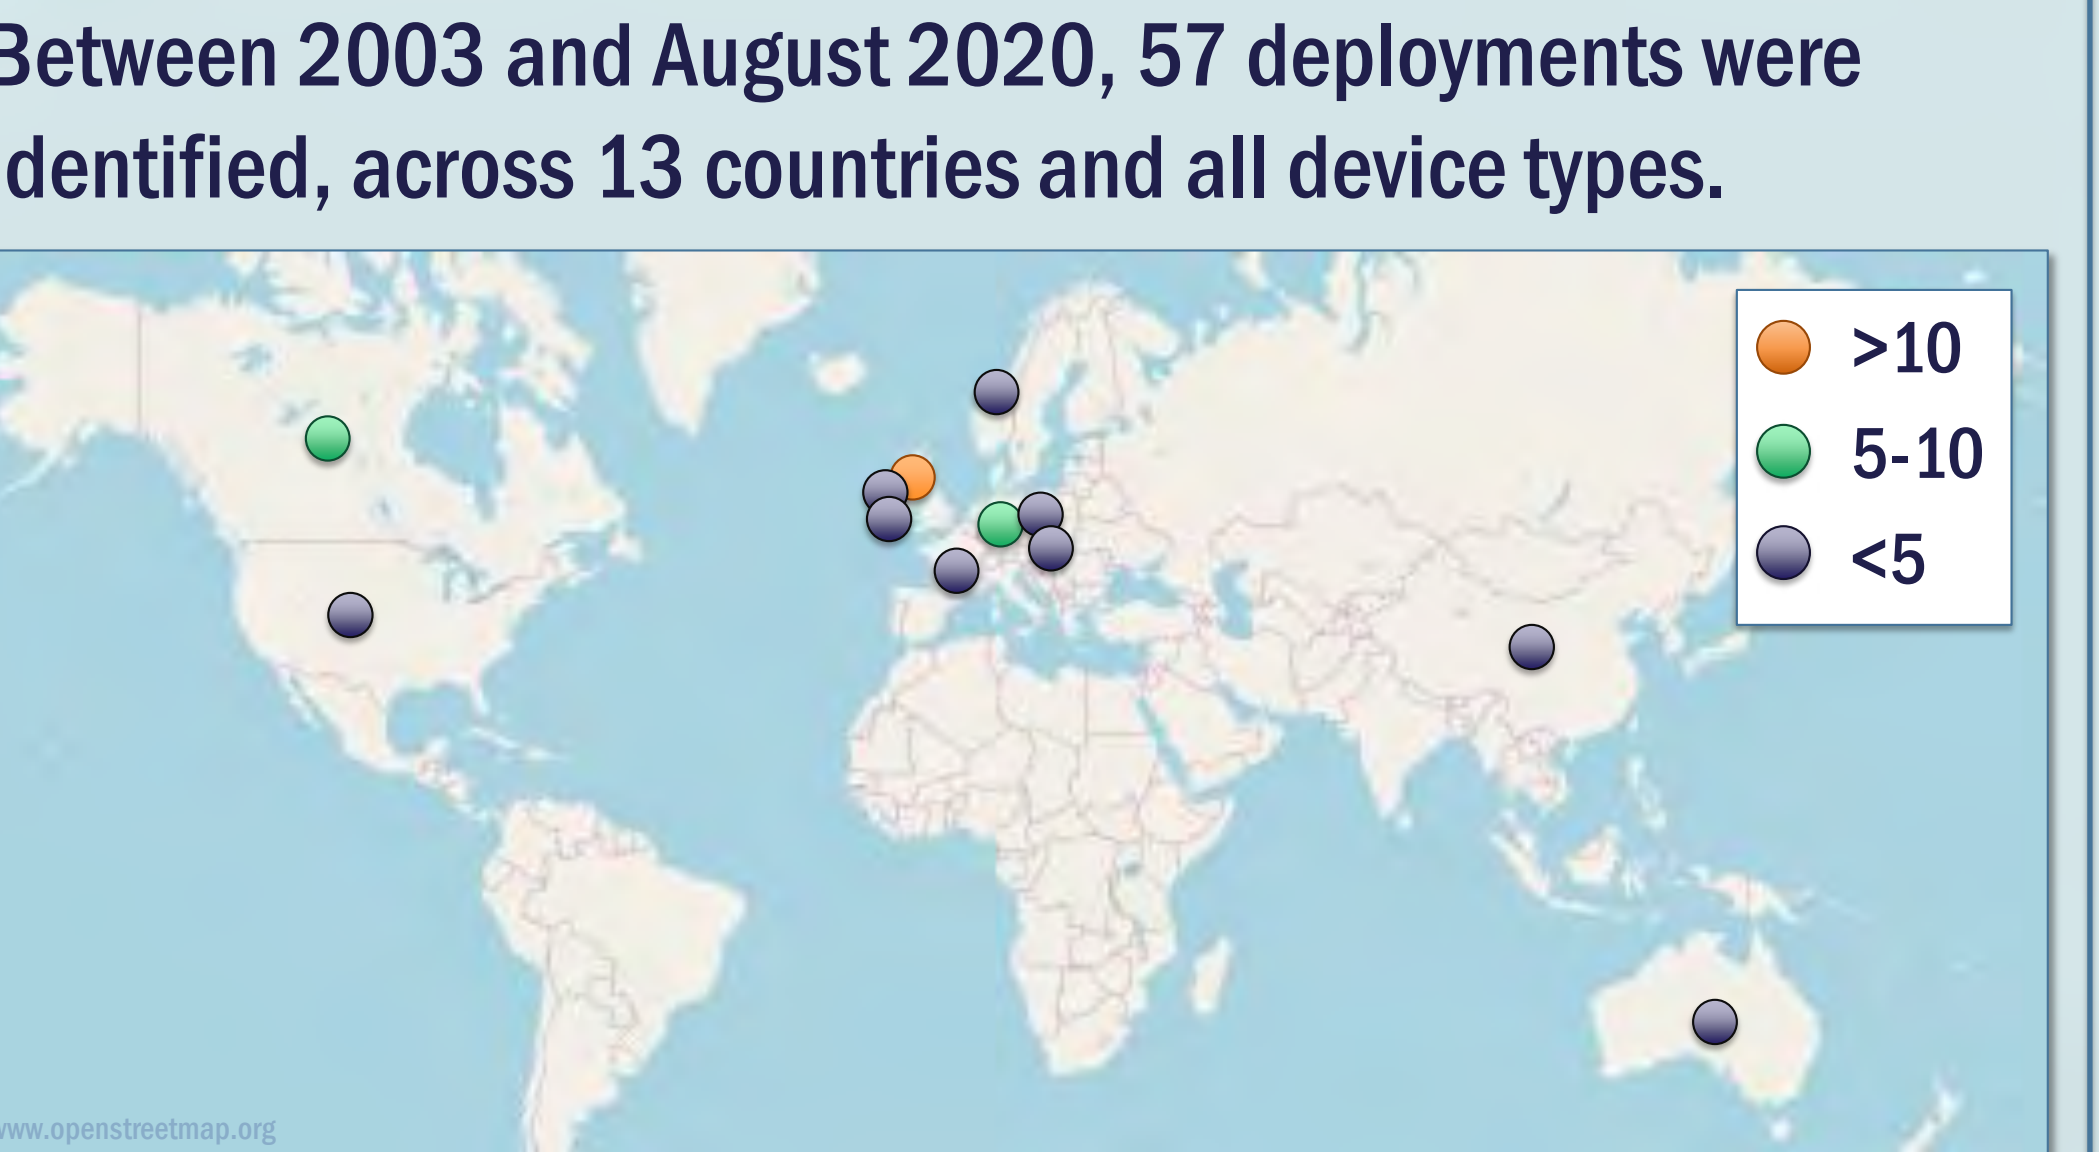 Between 2003 and August 2020, 57 deployments were
dentified, across 13 countries and all device types.
>10
5-10
<5
www.openstreetmap.org